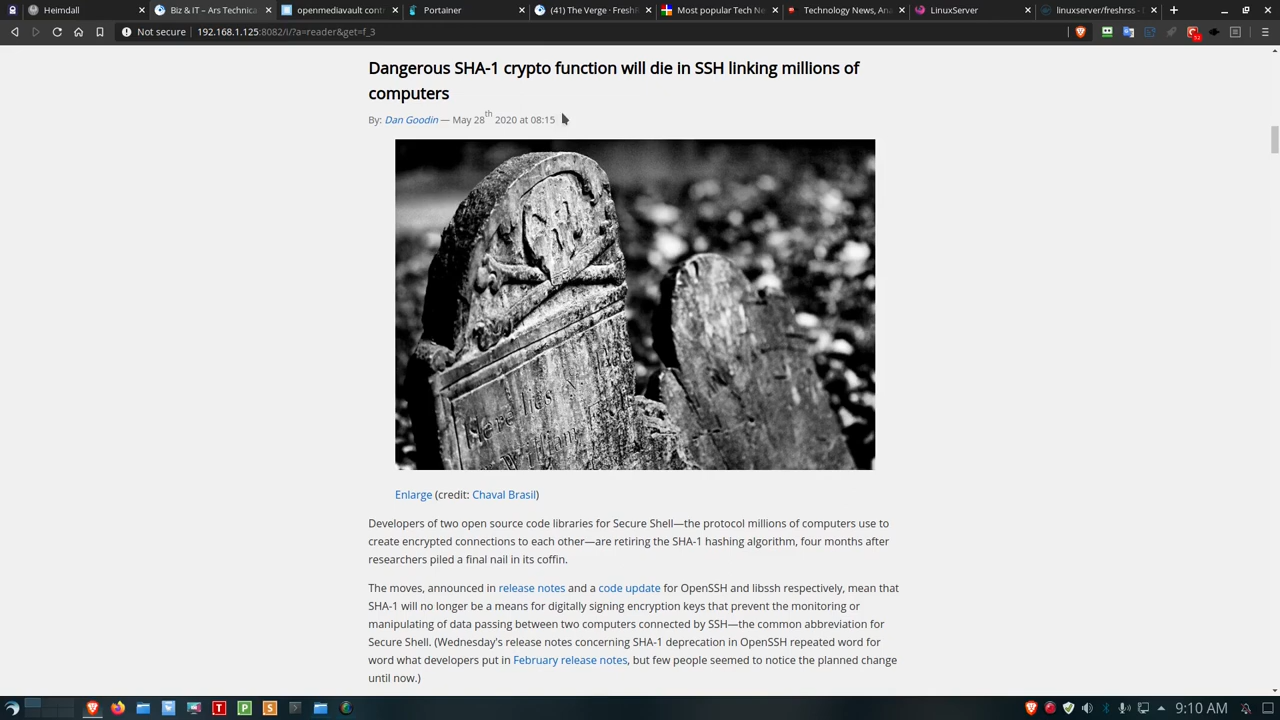 Heimdall
Biz & IT – Ars Technica
openmediavault contr
Portainer
(41) The Verge · FreshR
Most popular Tech Ne
Technology News, Ana
LinuxServer
linuxserver/freshrss - D
Not secure
192.168.1.125:8082/i/?a=reader&get=f_3
52
Dangerous SHA-1 crypto function will die in SSH linking millions of
computers
By: Dan Goodin — May 28th 2020 at 08:15
Here lies
William
Enlarge (credit: Chaval Brasil)
Developers of two open source code libraries for Secure Shell—the protocol millions of computers use to
create encrypted connections to each other—are retiring the SHA-1 hashing algorithm, four months after
researchers piled a final nail in its coffin.
The moves, announced in release notes and a code update for OpenSSH and libssh respectively, mean that
SHA-1 will no longer be a means for digitally signing encryption keys that prevent the monitoring or
manipulating of data passing between two computers connected by SSH—the common abbreviation for
Secure Shell. (Wednesday's release notes concerning SHA-1 deprecation in OpenSSH repeated word for
word what developers put in February release notes, but few people seemed to notice the planned change
until now.)
T
P
S
9:10 AM